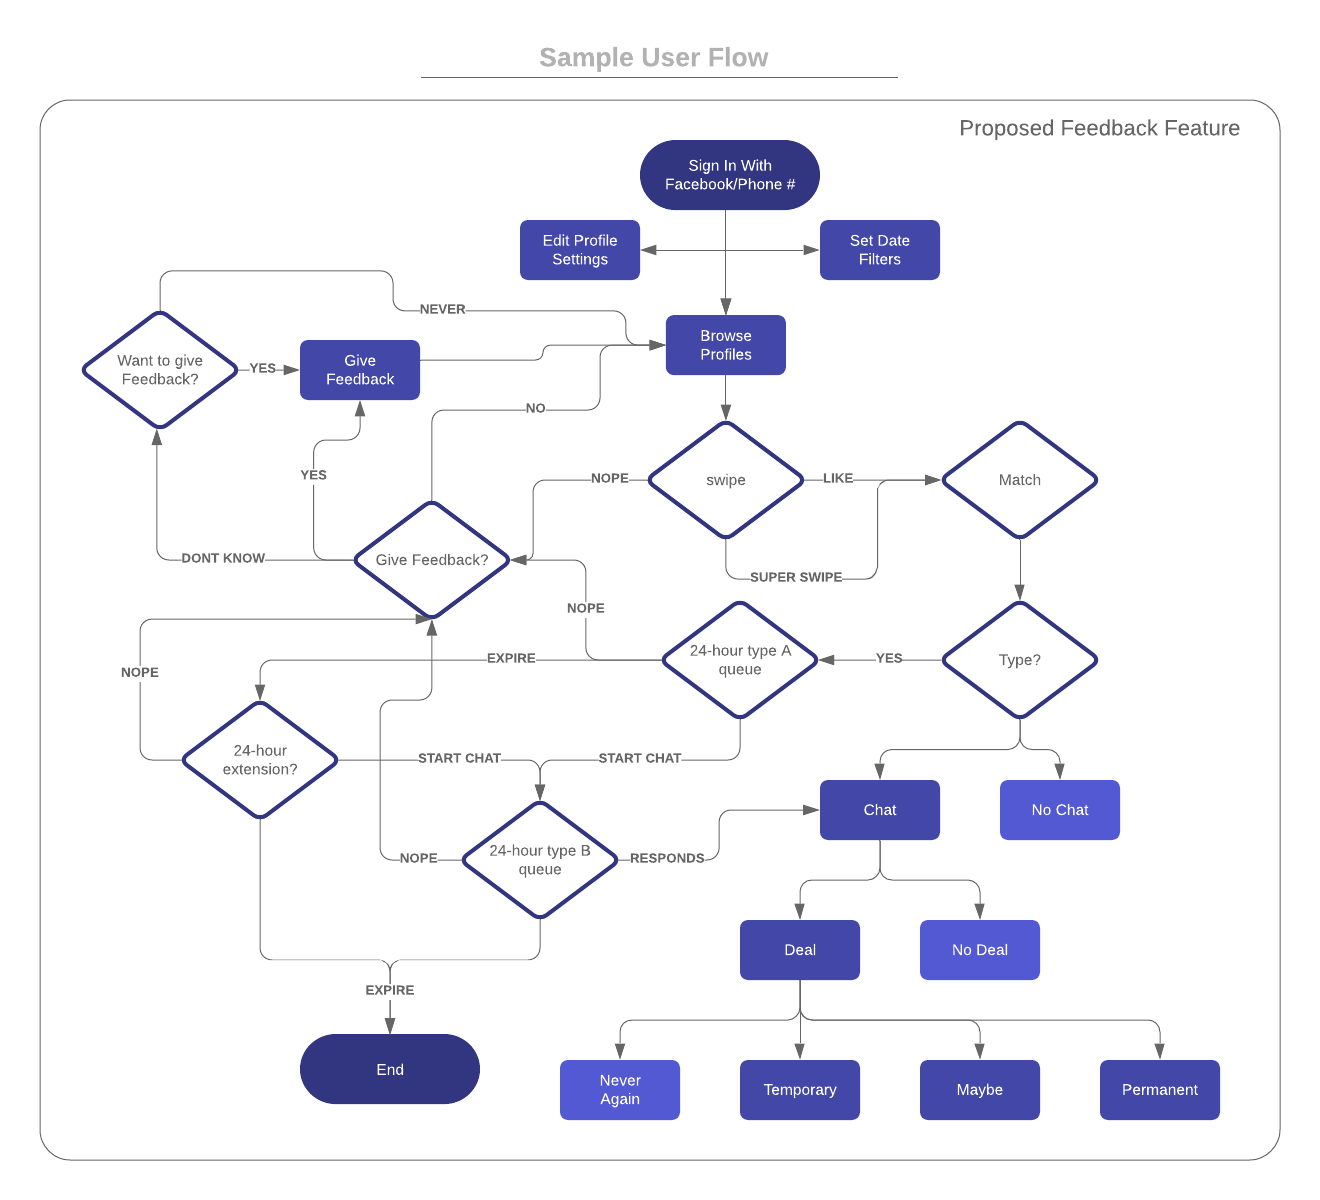 Sample User Flow
Proposed Feedback Feature
Sign In With
Facebook/Phone #
Edit Profile
Settings
Set Date
Filters
NEVER
Browse
Profiles
Want to give
Feedback?
YES
Give
Feedback
NO
YES
NOPE
swipe
LIKE
Match
DONT KNOW
Give Feedback?
SUPER SWIPE
NOPE
NOPE
EXPIRE
24-hour type A
queue
YES
Type?
24-hour
extension?
START CHAT
START CHAT
Chat
No Chat
NOPE
24-hour type B
queue
RESPONDS
Deal
No Deal
EXPIRE
End
Never
Again
Temporary
Maybe
Permanent